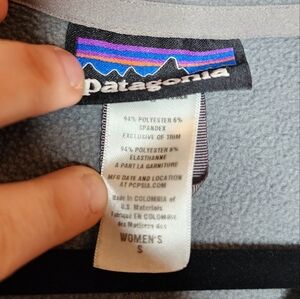 patagonia
94% POLYESTER 6%
SPANDEX
EXCLUSIVE OF TRIM
94% POLYESTER 6%
ELASTHANNE
A PART LA GARNITURE
MFG DATE AND LOCATION
AT PCPSIA.COM
Made in COLOMBIA of
U.S. Materials
Fabriqué EN COLOMBIE
des Matieres des
WOMEN'S
S